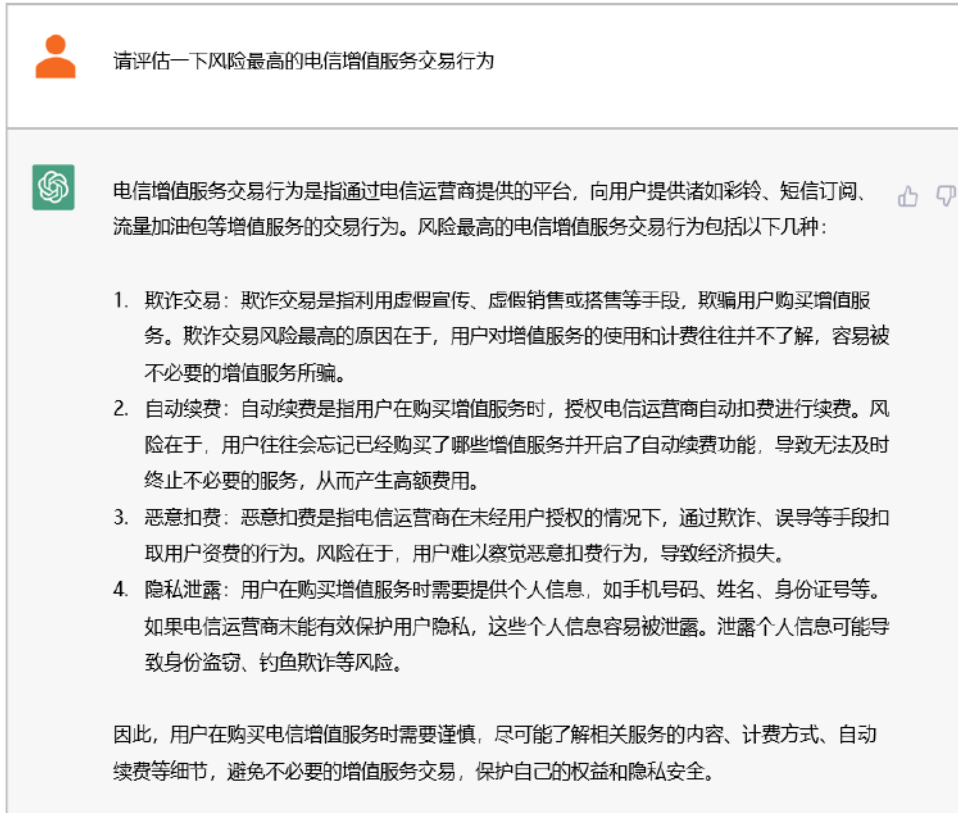 请评估一下风险最高的电信增值服务交易行为
电信增值服务交易行为是指通过电信运营商提供的平台，向用户提供诸如彩铃、短信订阅、
流量加油包等增值服务的交易行为。风险最高的电信增值服务交易行为包括以下几种：
1. 欺诈交易：欺诈交易是指利用虚假宣传、虚假销售或搭售等手段，欺骗用户购买增值服
务。欺诈交易风险最高的原因在于，用户对增值服务的使用和计费往往并不了解，容易被
不必要的增值服务所骗。
2. 自动续费：自动续费是指用户在购买增值服务时，授权电信运营商自动扣费进行续费。风
险在于，用户往往会忘记已经购买了哪些增值服务并开启了自动续费功能，导致无法及时
终止不必要的服务，从而产生高额费用。
3. 恶意扣费：恶意扣费是指电信运营商在未经用户授权的情况下，通过欺诈、误导等手段扣
取用户资费的行为。风险在于，用户难以察觉恶意扣费行为，导致经济损失。
4. 隐私泄露：用户在购买增值服务时需要提供个人信息，如手机号码、姓名、身份证号等。
如果电信运营商未能有效保护用户隐私，这些个人信息容易被泄露。泄露个人信息可能导
致身份盗窃、钓鱼欺诈等风险。
因此，用户在购买电信增值服务时需要谨慎，尽可能了解相关服务的内容、计费方式、自动
续费等细节，避免不必要的增值服务交易，保护自己的权益和隐私安全。